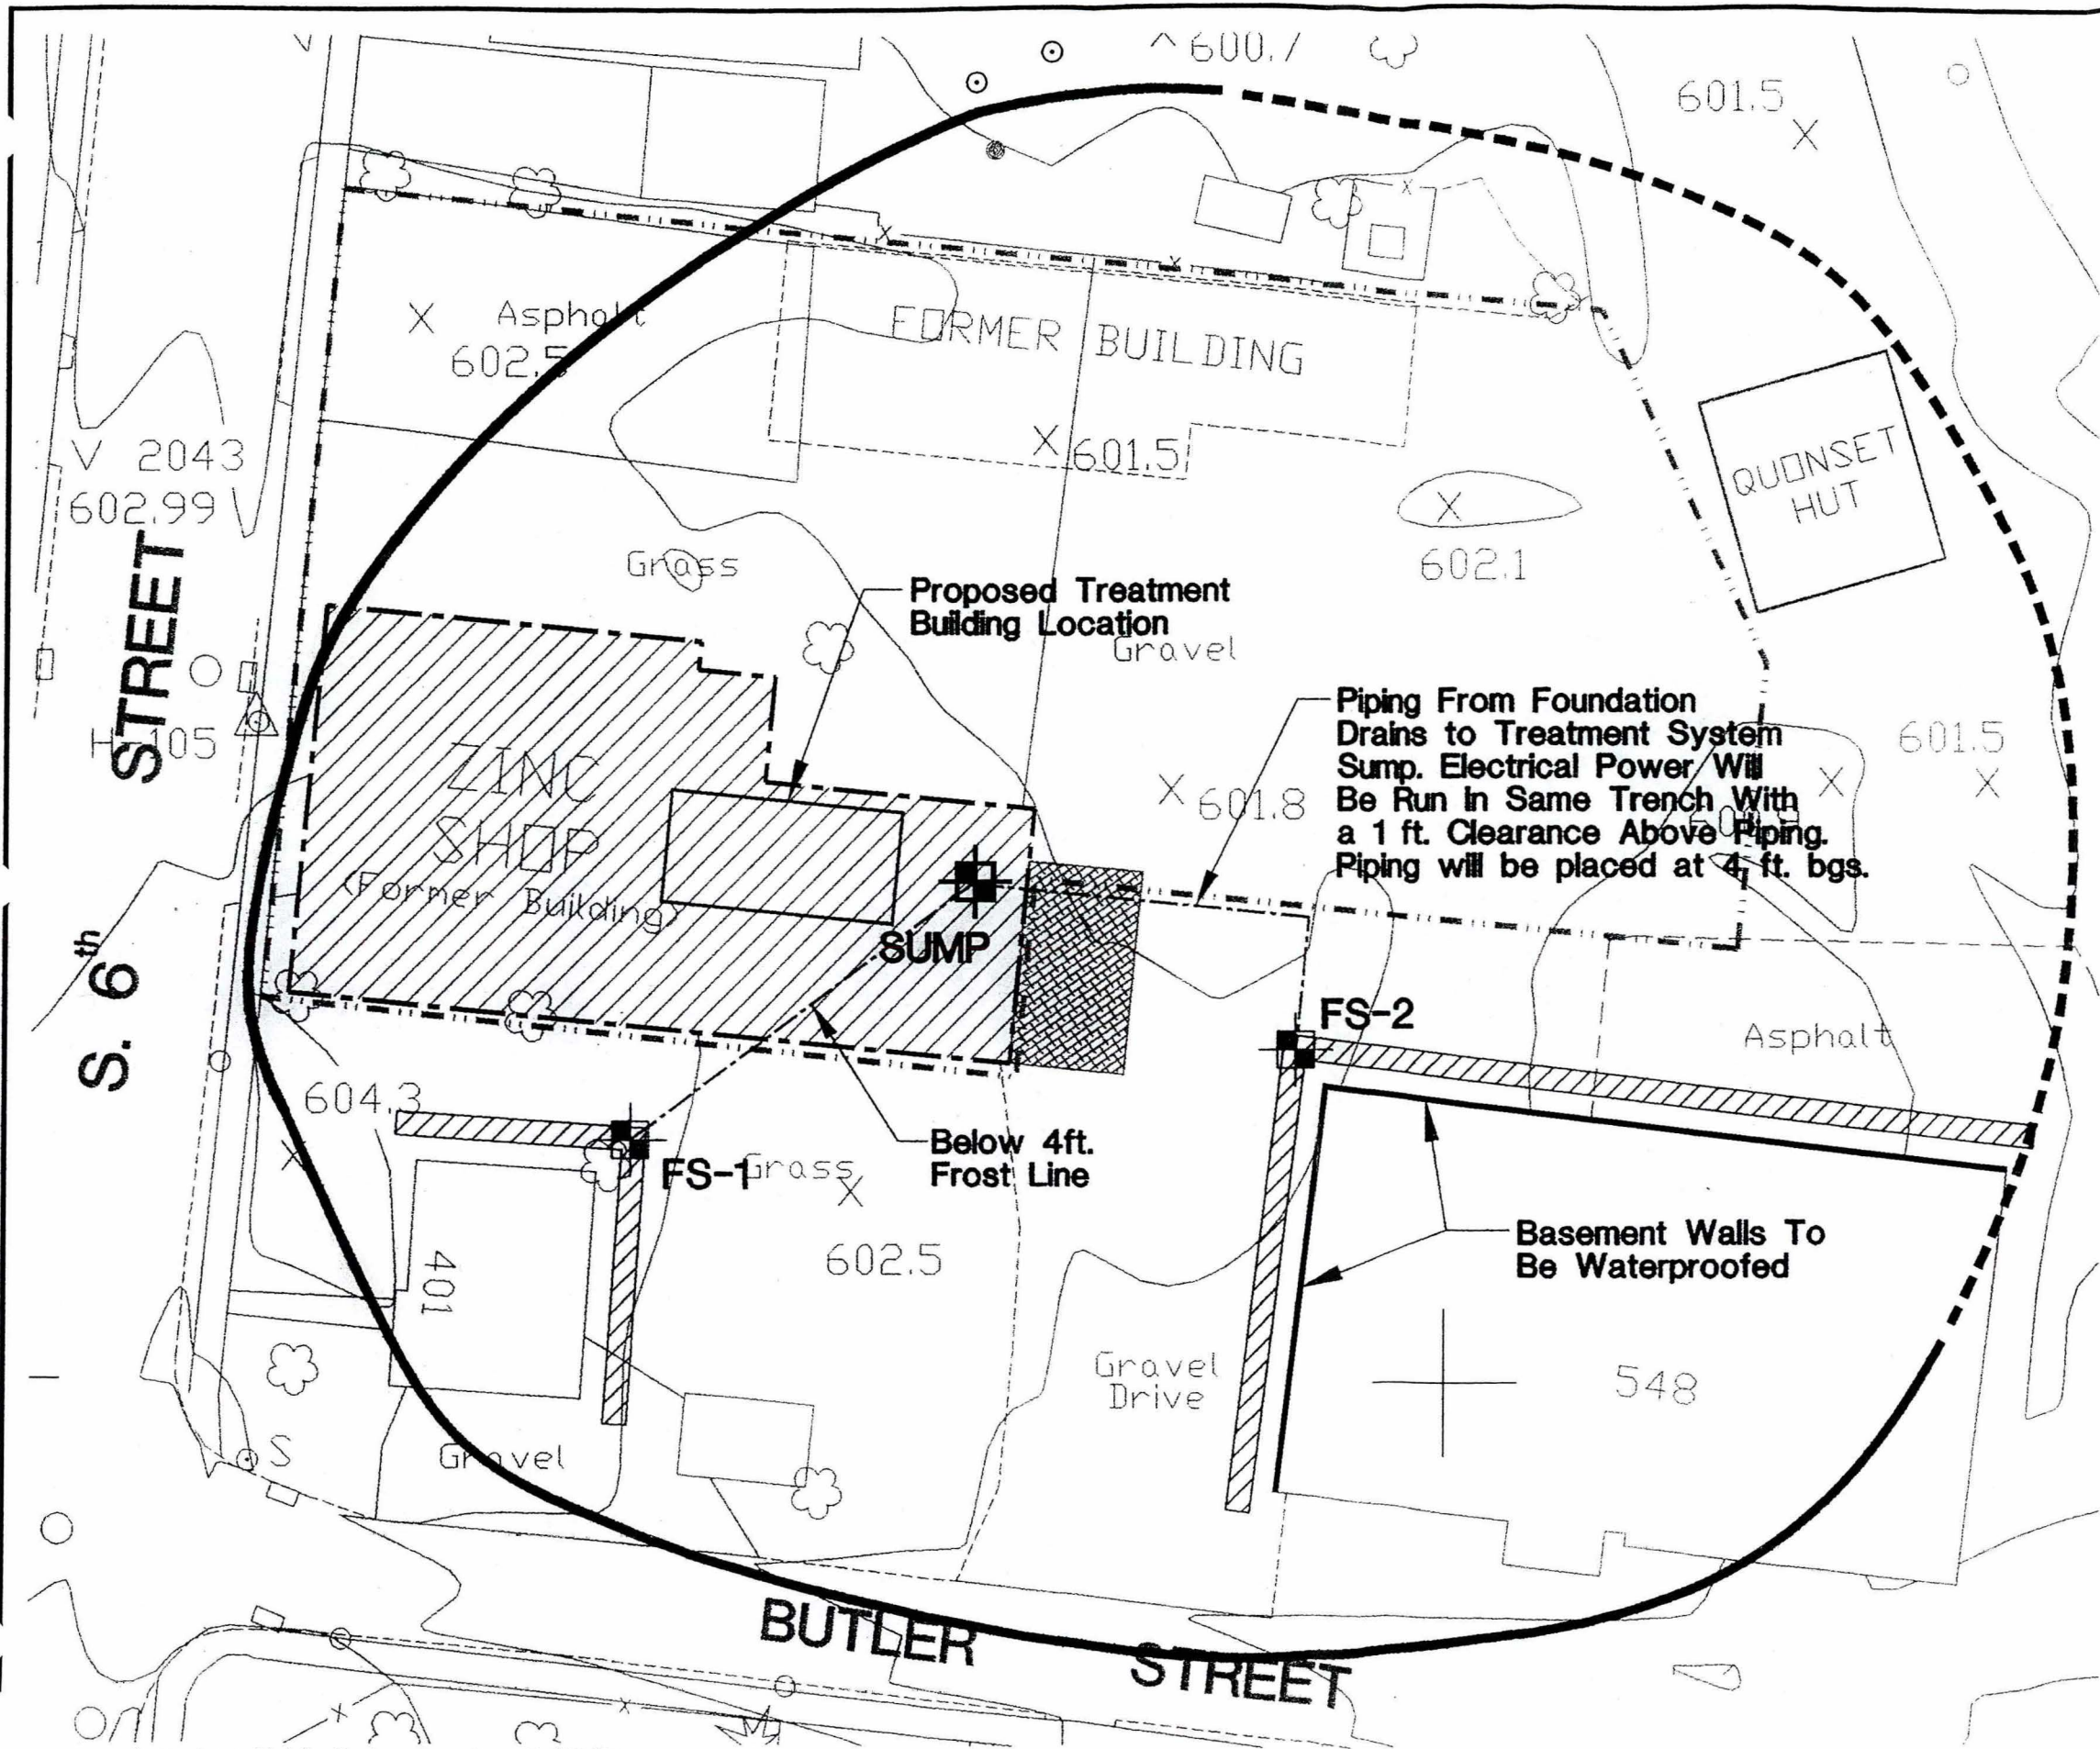 600.7
601.5
Asphalt
602.5
FORMER BUILDING
601.5
2043
602.99
QUONSET
HUT
602.1
Grass
Proposed Treatment
Building Location
Gravel
STREET
S. 6th
Piping From Foundation
Drains to Treatment System
Sump. Electrical Power Will
Be Run In Same Trench With
a 1 ft. Clearance Above Piping.
Piping will be placed at 4 ft. bgs.
601.5
601.8
ZINC
SHOP
(Former Building)
SUMP
FS-2
Asphalt
604.3
FS-1
Grass
Below 4ft.
Frost Line
602.5
401
Basement Walls To
Be Waterproofed
Gravel
Drive
548
S
Gravel
BUTLER STREET